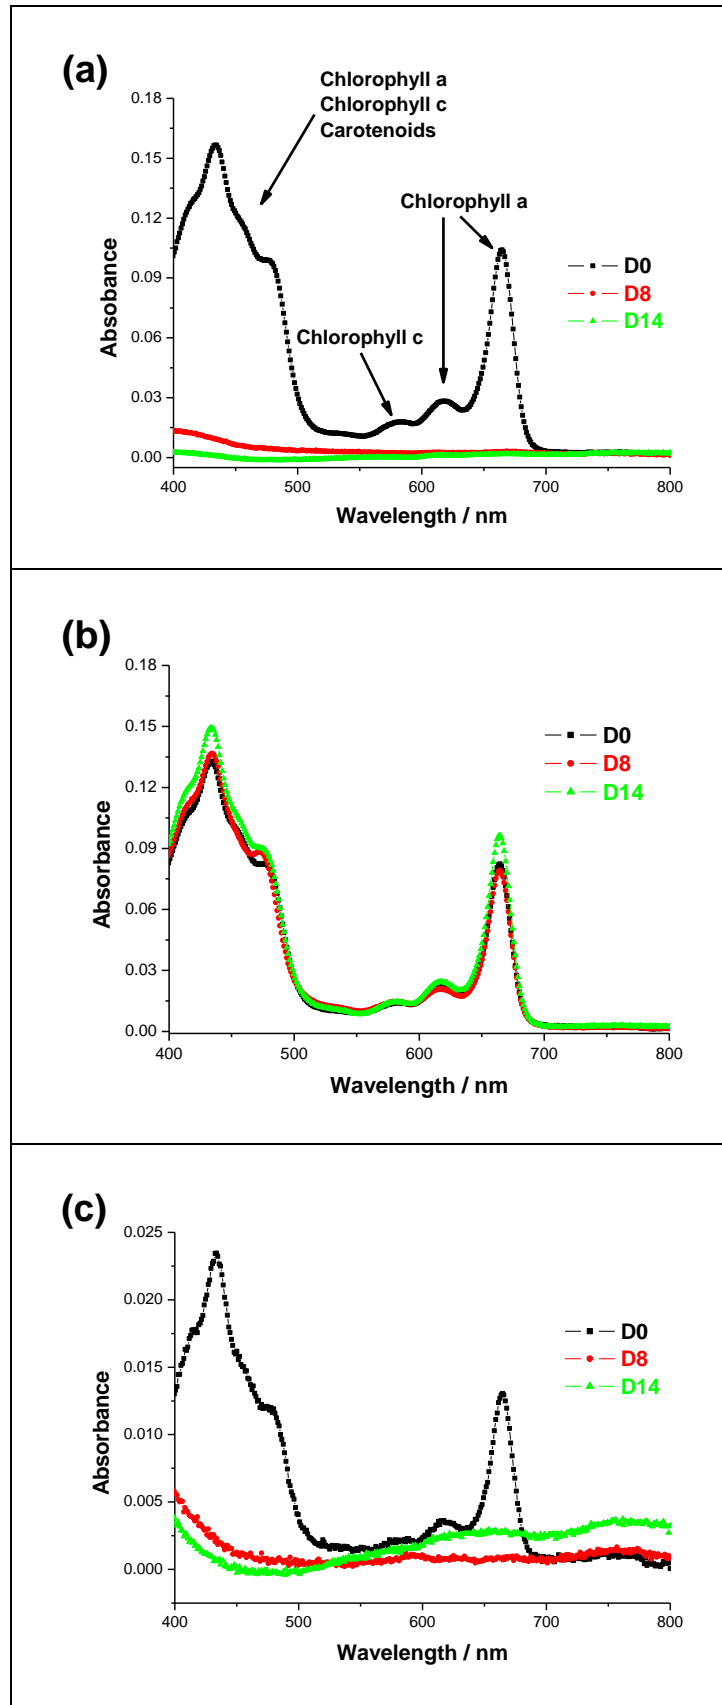 (a)
Chlorophyll a
Chlorophyll c
Carotenoids
Chlorophyll a
Chlorophyll c
D0
D8
D14
0.18
0.15
0.12
0.09
0.06
0.03
0.00
Absobance
400
500
600
700
800
Wavelength / nm
(b)
D0
D8
D14
0.18
0.15
0.12
0.09
0.06
0.03
0.00
Absorbance
400
500
600
700
800
Wavelength / nm
(c)
D0
D8
D14
0.025
0.020
0.015
0.010
0.005
0.000
Absorbance
400
500
600
700
800
Wavelength / nm